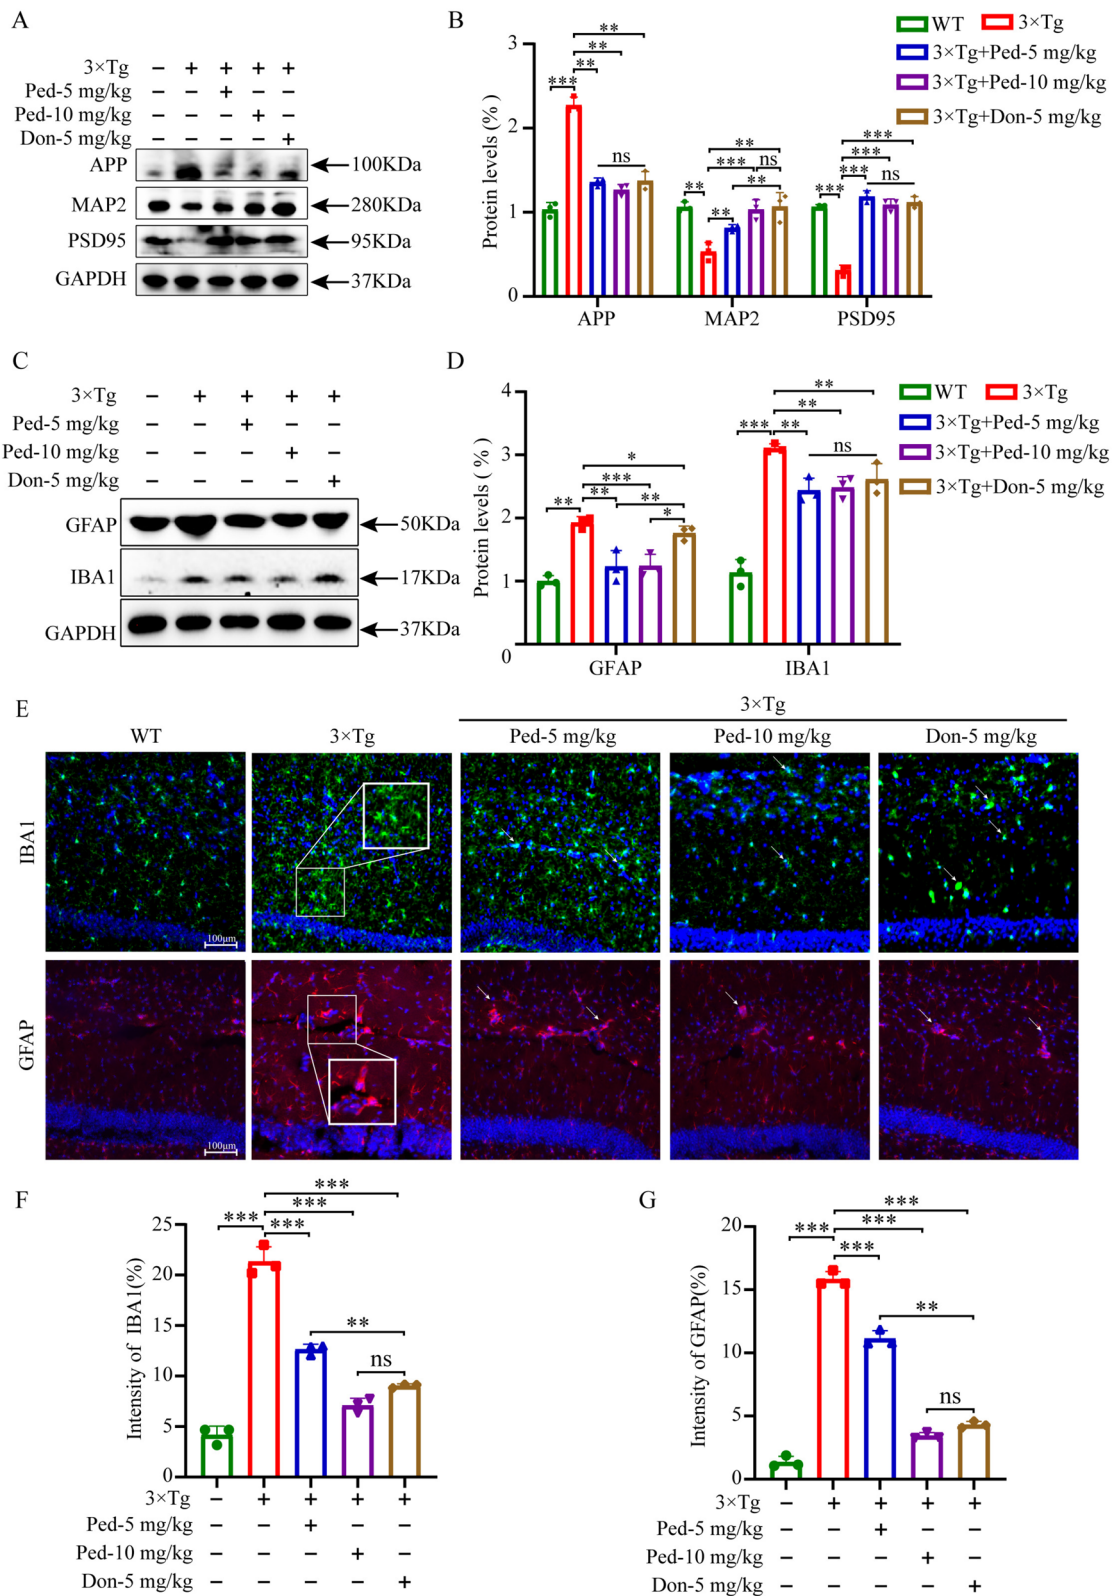 A
3×Tg – + + + +
Ped-5 mg/kg – – + – –
Ped-10 mg/kg – – – + –
Don-5 mg/kg – – – – +
APP 100KDa
MAP2 280KDa
PSD95 95KDa
GAPDH 37KDa
B
WT 3×Tg
3×Tg+Ped-5 mg/kg
3×Tg+Ped-10 mg/kg
3×Tg+Don-5 mg/kg
Protein levels (%)
3
2
1
0
** 
**
*** **
ns
**
*** ns
** **
**
***
***
*** *** ns
APP MAP2 PSD95
C
3×Tg – + + + +
Ped-5 mg/kg – – + – –
Ped-10 mg/kg – – – + –
Don-5 mg/kg – – – – +
GFAP 50KDa
IBA1 17KDa
GAPDH 37KDa
D
WT 3×Tg
3×Tg+Ped-5 mg/kg
3×Tg+Ped-10 mg/kg
3×Tg+Don-5 mg/kg
Protein levels ( %)
4
3
2
1
0
*
***
** ** **
*
**
**
*** **
ns
GFAP IBA1
E
3×Tg
WT 3×Tg Ped-5 mg/kg Ped-10 mg/kg Don-5 mg/kg
IBA1
100μm
GFAP
100μm
F
Intensity of IBA1(%)
25
20
15
10
5
0
***
***
*** ***
**
ns
3×Tg – + + + +
Ped-5 mg/kg – – + – –
Ped-10 mg/kg – – – + –
Don-5 mg/kg – – – – +
G
Intensity of GFAP(%)
20
15
10
5
0
***
***
*** ***
**
ns
3×Tg – + + + +
Ped-5 mg/kg – – + – –
Ped-10 mg/kg – – – + –
Don-5 mg/kg – – – – +